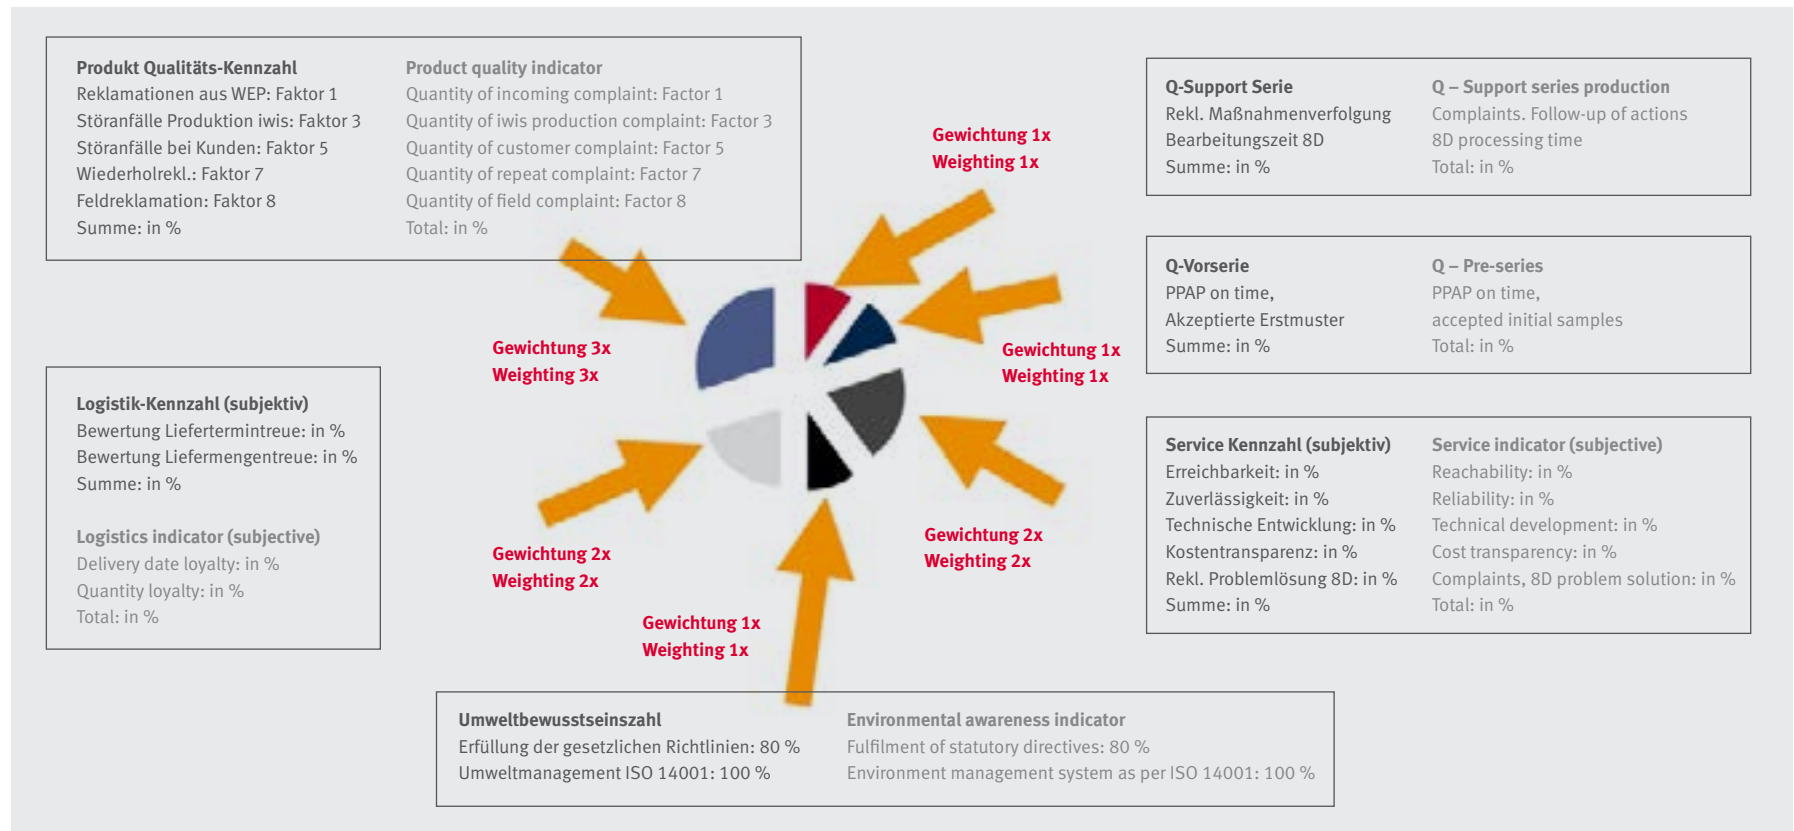 Produkt Qualitäts-Kennzahl
Reklamationen aus WEP: Faktor 1
Störanfälle Produktion iwis: Faktor 3
Störanfälle bei Kunden: Faktor 5
Wiederholrekl.: Faktor 7
Feldreklamation: Faktor 8
Summe: in %
Product quality indicator
Quantity of incoming complaint: Factor 1
Quantity of iwis production complaint: Factor 3
Quantity of customer complaint: Factor 5
Quantity of repeat complaint: Factor 7
Quantity of field complaint: Factor 8
Total: in %
Gewichtung 1x
Weighting 1x
Q-Support Serie
Rekl. Maßnahmenverfolgung
Bearbeitungszeit 8D
Summe: in %
Q – Support series production
Complaints. Follow-up of actions
8D processing time
Total: in %
Q-Vorserie
PPAP on time,
Akzeptierte Erstmuster
Summe: in %
Q – Pre-series
PPAP on time,
accepted initial samples
Total: in %
Gewichtung 3x
Weighting 3x
Gewichtung 1x
Weighting 1x
Logistik-Kennzahl (subjektiv)
Bewertung Liefertermintreue: in %
Bewertung Liefermengentreue: in %
Summe: in %
Logistics indicator (subjective)
Delivery date loyalty: in %
Quantity loyalty: in %
Total: in %
Gewichtung 2x
Weighting 2x
Gewichtung 2x
Weighting 2x
Service Kennzahl (subjektiv)
Erreichbarkeit: in %
Zuverlässigkeit: in %
Technische Entwicklung: in %
Kostentransparenz: in %
Rekl. Problemlösung 8D: in %
Summe: in %
Service indicator (subjective)
Reachability: in %
Reliability: in %
Technical development: in %
Cost transparency: in %
Complaints, 8D problem solution: in %
Total: in %
Gewichtung 1x
Weighting 1x
Umweltbewusstseinszahl
Erfüllung der gesetzlichen Richtlinien: 80 %
Umweltmanagement ISO 14001: 100 %
Environmental awareness indicator
Fulfilment of statutory directives: 80 %
Environment management system as per ISO 14001: 100 %